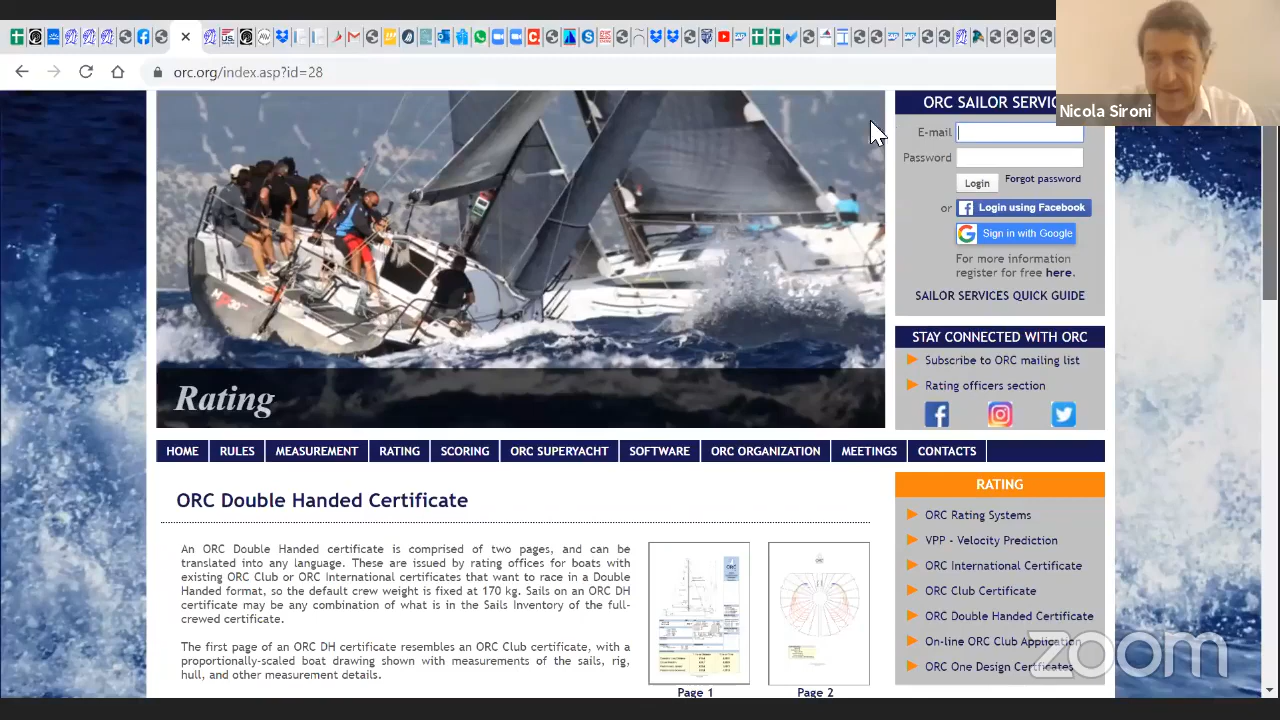 orc.org/index.asp?id=28
Nicola Sironi
ORC SAILOR
E-mail
Password
Login
Forgot password
or
Login using Facebook
Sign in with Google
For more information
register for free here.
SAILOR SERVICES QUICK GUIDE
STAY CONNECTED WITH ORC
Subscribe to ORC mailing list
Rating officers section
Rating
HOME
RULES
MEASUREMENT
RATING
SCORING
ORC SUPERYACHT
SOFTWARE
ORC ORGANIZATION
MEETINGS
CONTACTS
ORC Double Handed Certificate
An ORC Double Handed certificate is comprised of two pages, and can be
translated into any language. These are issued by rating offices for boats with
existing ORC Club or ORC International certificates that want to race in a Double
Handed format, so the default crew weight is fixed at 170 kg. Sails on an ORC DH
certificate may be any combination of what is in the Sails Inventory of the full-
crewed certificate.
The first page of an ORC DH certificate resembles an ORC Club certificate, with a
proportionally-scaled boat drawing shown with measurements of the sails, rig,
hull, and other measurement details.
Page 1
Page 2
RATING
ORC Rating Systems
VPP - Velocity Prediction
ORC International Certificate
ORC Club Certificate
ORC Double Handed Certificate
On-line ORC Club Application
ORC One Design Certificates
zoom